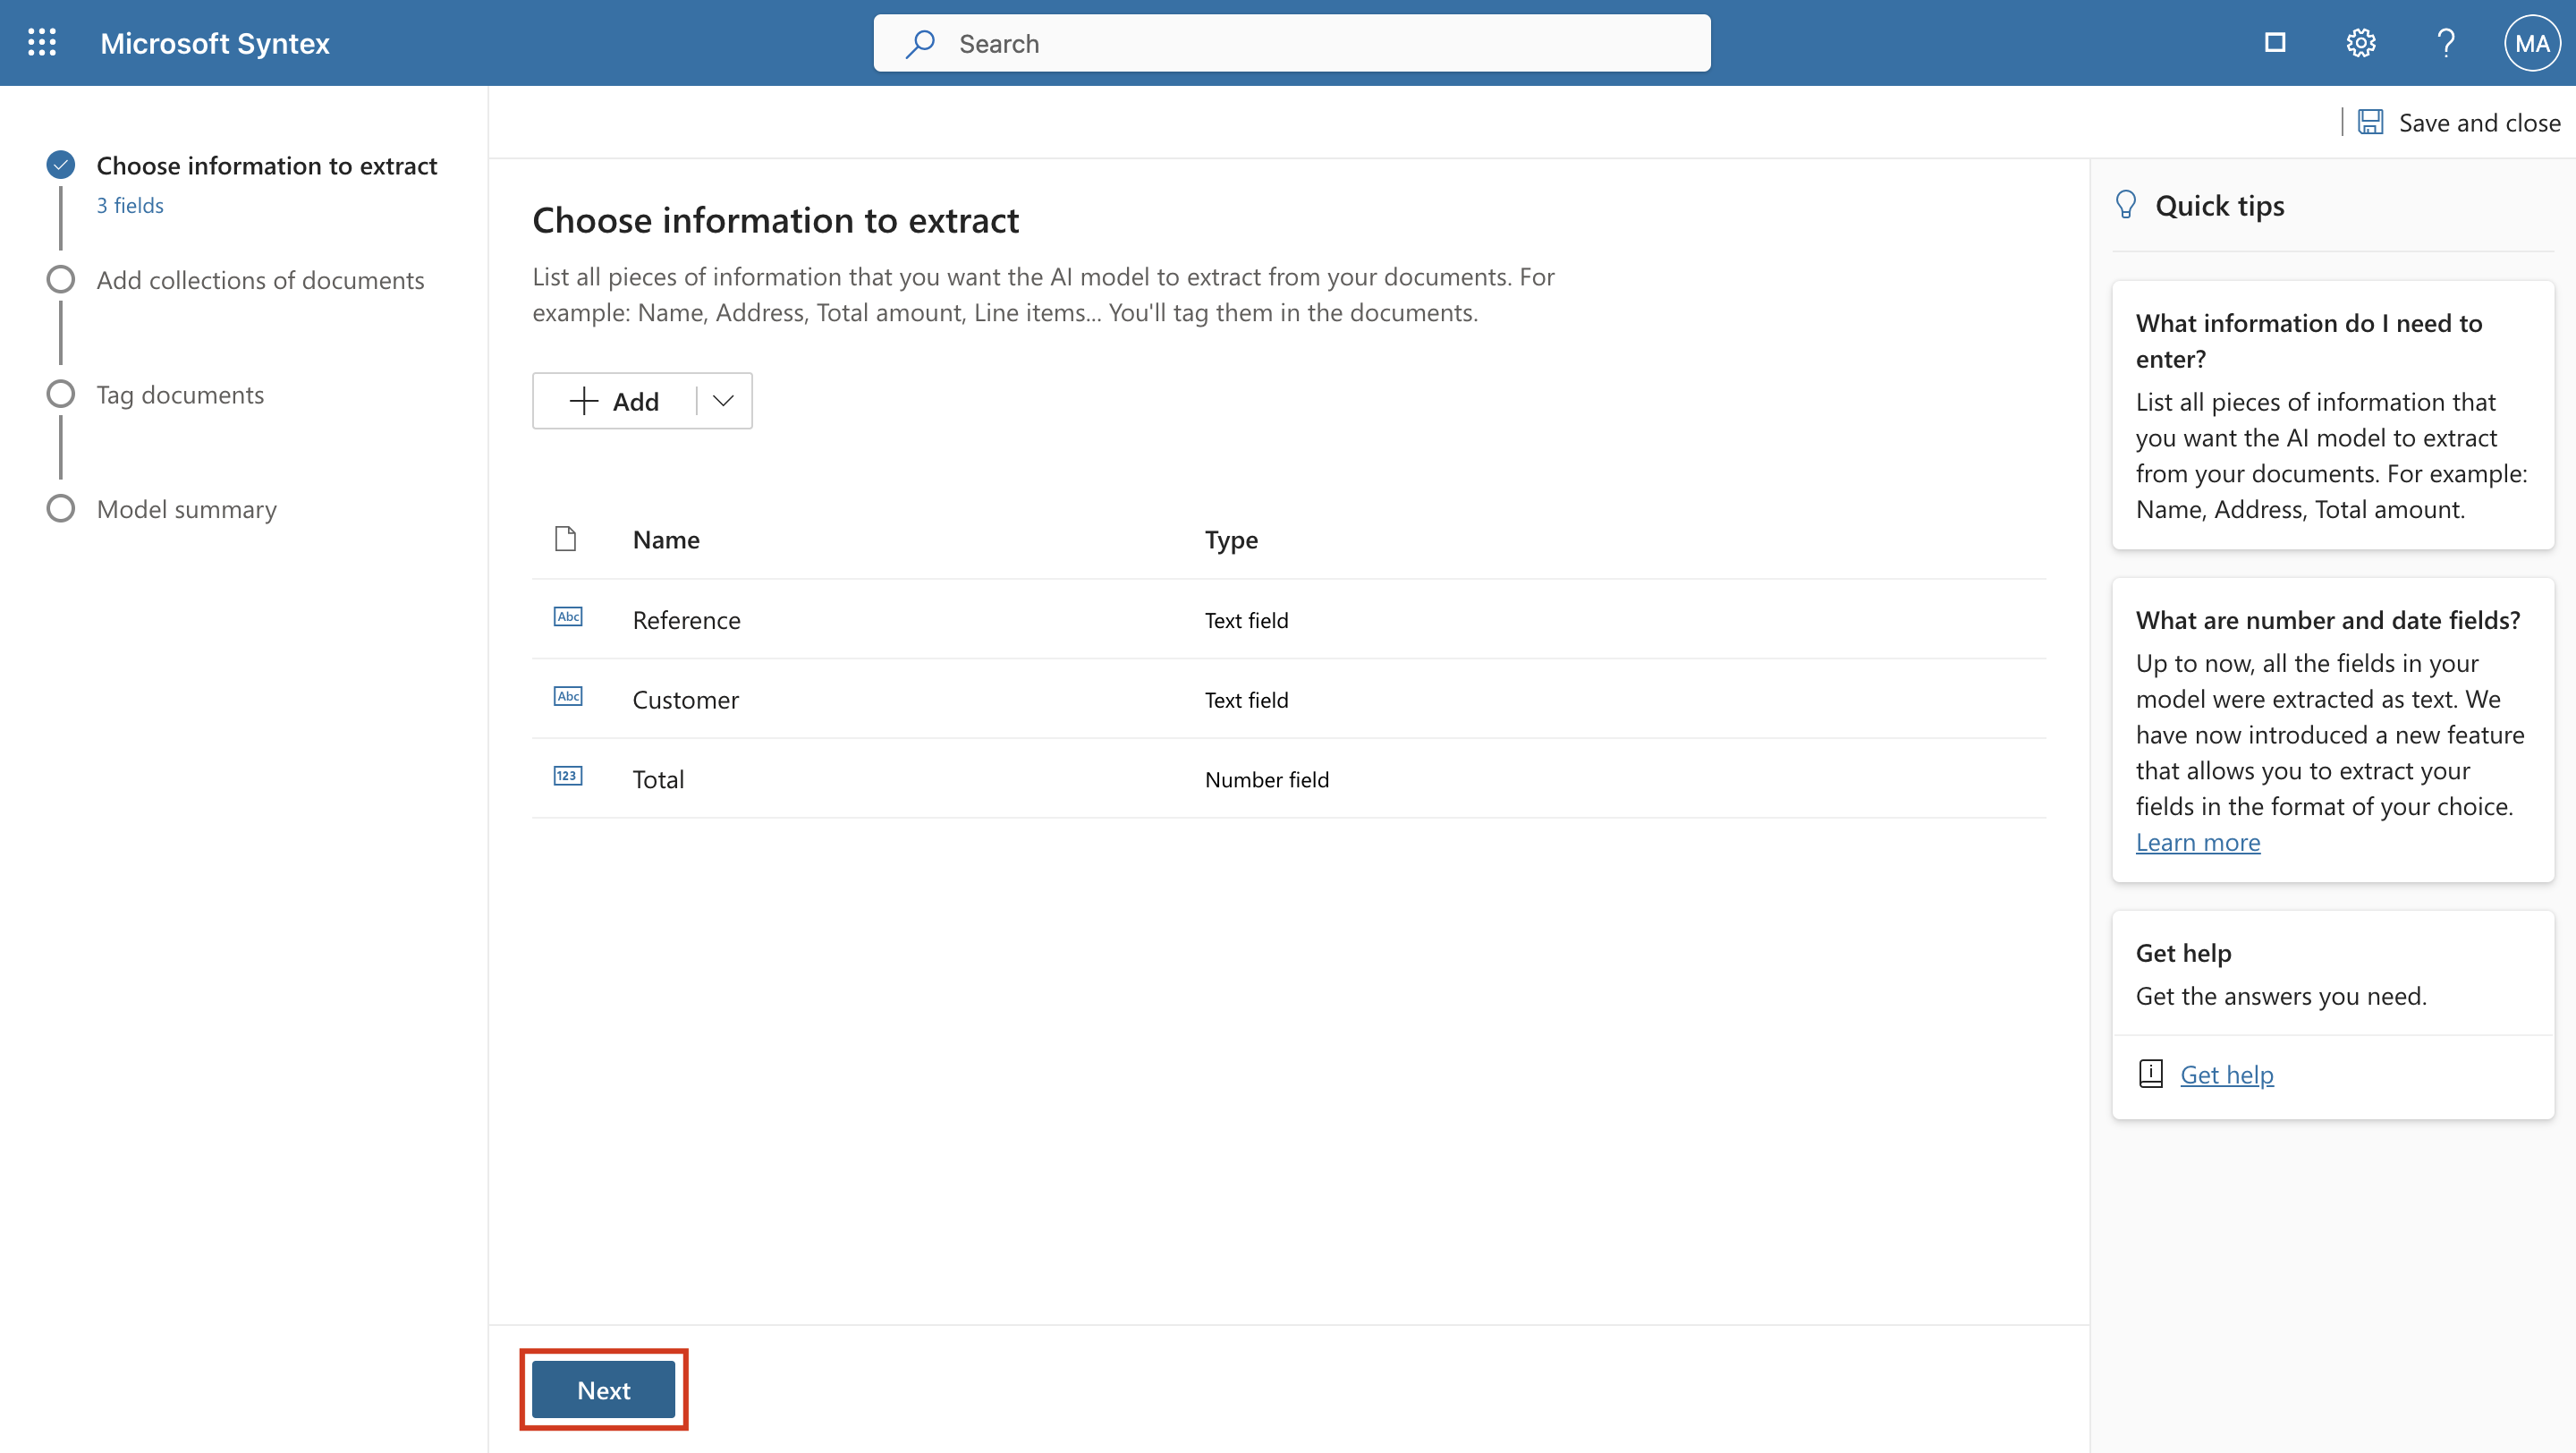 Microsoft Syntex
Search
MA
Save and close
Choose information to extract
3 fields
Add collections of documents
Tag documents
Model summary
Choose information to extract
List all pieces of information that you want the AI model to extract from your documents. For
example: Name, Address, Total amount, Line items... You'll tag them in the documents.
Add
Name Type
Abc Reference Text field
Abc Customer Text field
123 Total Number field
Next
Quick tips
What information do I need to
enter?
List all pieces of information that
you want the AI model to extract
from your documents. For example:
Name, Address, Total amount.
What are number and date fields?
Up to now, all the fields in your
model were extracted as text. We
have now introduced a new feature
that allows you to extract your
fields in the format of your choice.
Learn more
Get help
Get the answers you need.
Get help